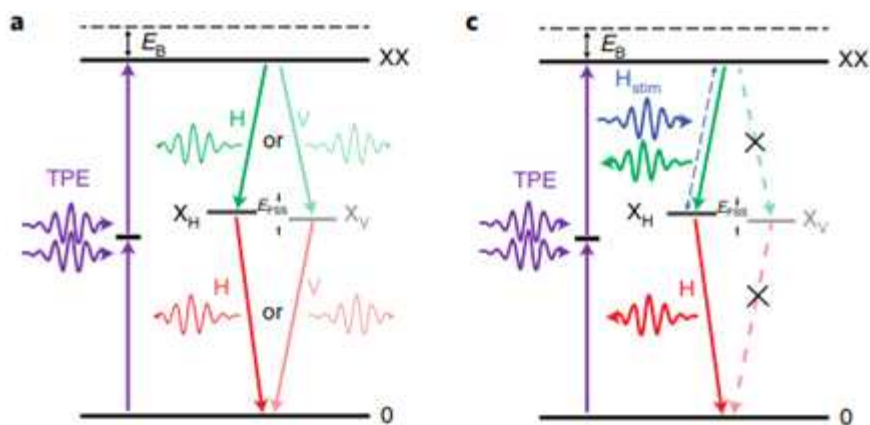 a
E_B
XX
H
V
or
TPE
X_H
E_FSS
X_V
H
V
or
0
c
E_B
XX
H_stim
TPE
X_H
E_FSS
X_V
H
0